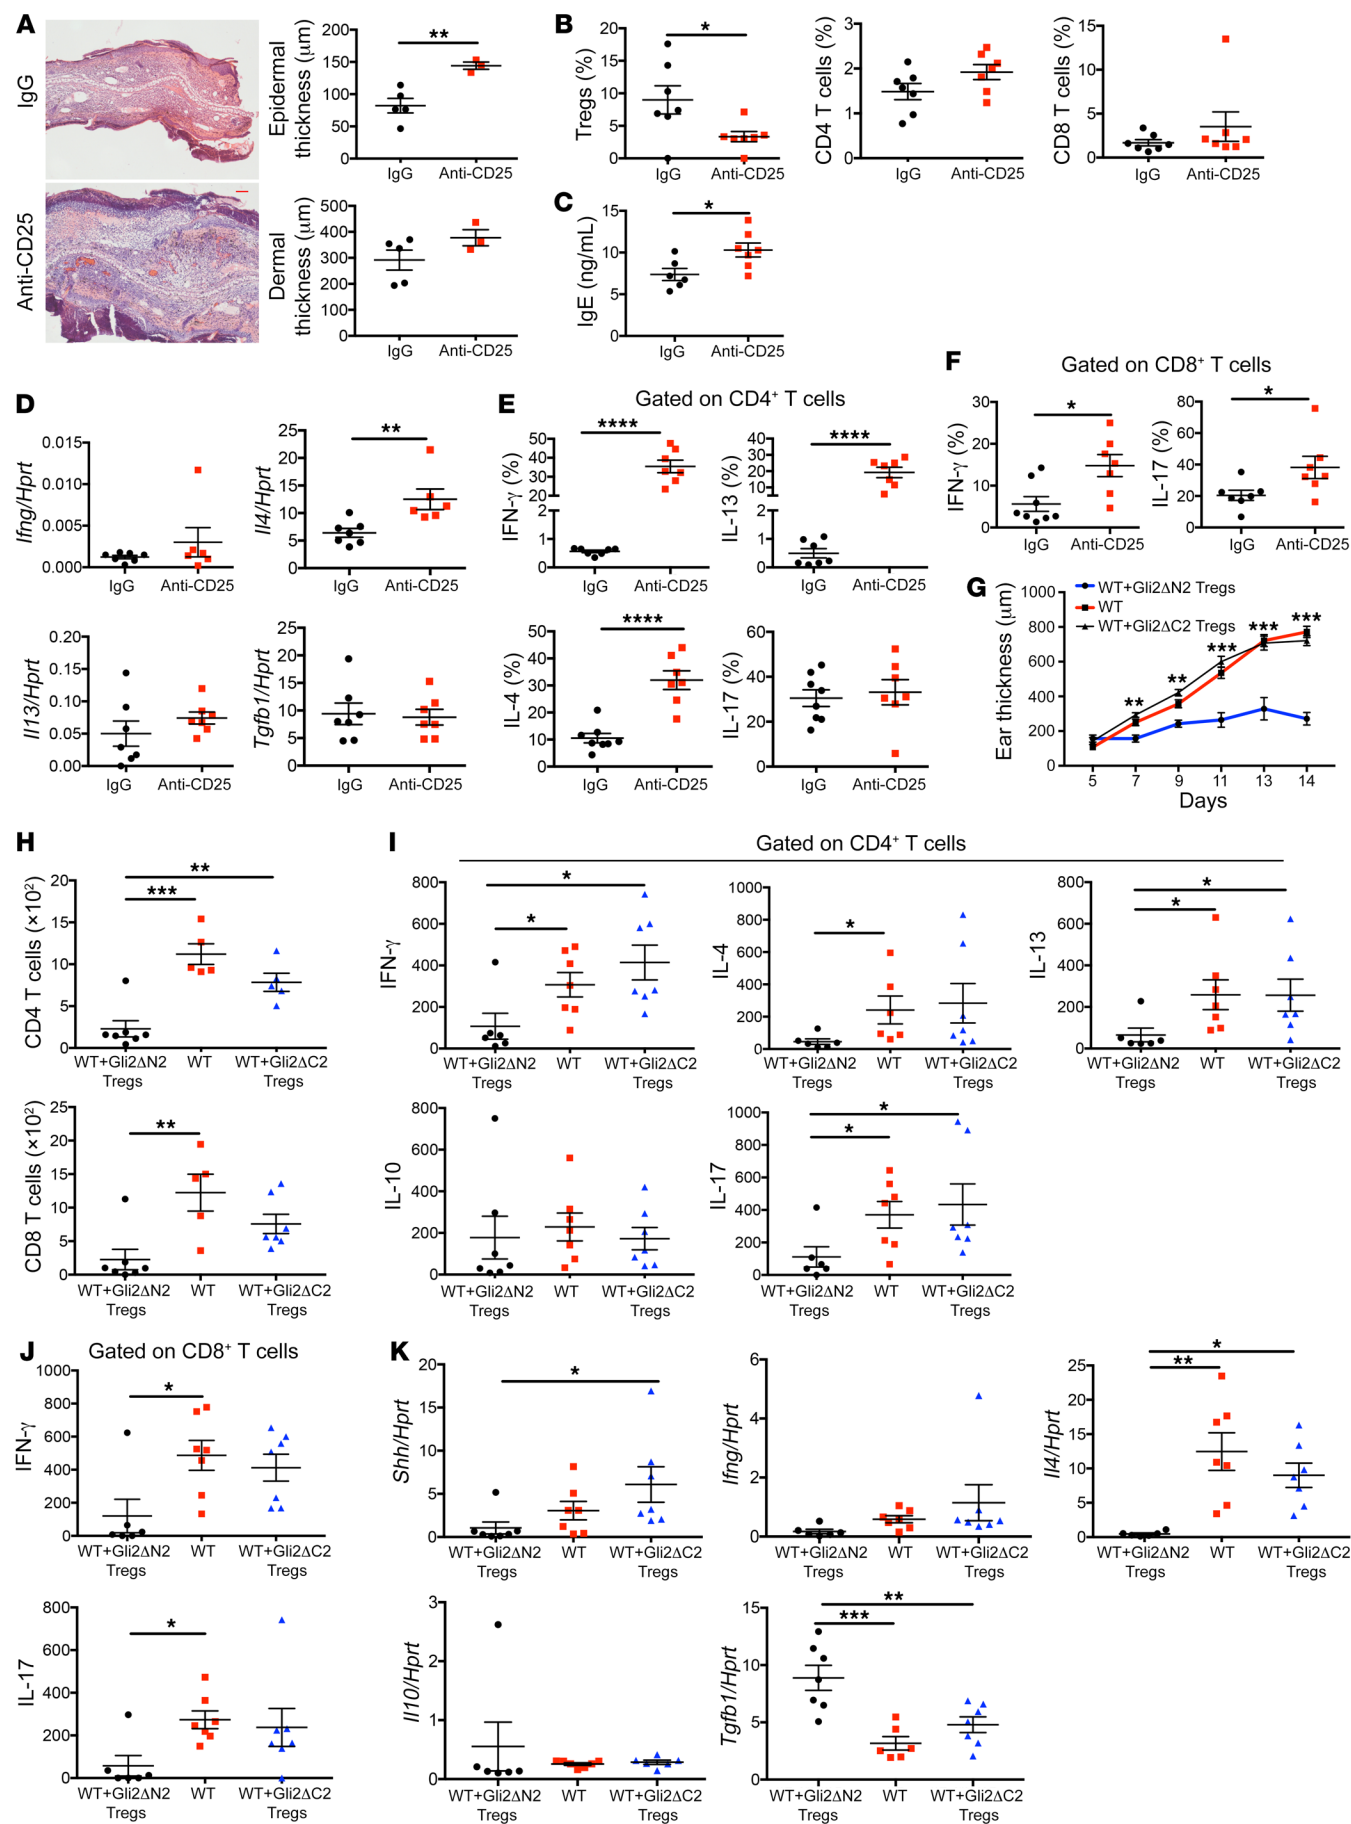 A
IgG
Anti-CD25
Epidermal
thickness (μm)
200
150
100
50
0
**
IgG
Anti-CD25
Dermal
thickness (μm)
500
400
300
200
100
0
IgG
Anti-CD25
B
Tregs (%)
20
15
10
5
0
*
IgG
Anti-CD25
CD4 T cells (%)
3
2
1
0
IgG
Anti-CD25
CD8 T cells (%)
15
10
5
0
IgG
Anti-CD25
C
IgE (ng/mL)
15
10
5
0
*
IgG
Anti-CD25
D
Ifng/Hprt
0.015
0.010
0.005
0.000
IgG
Anti-CD25
Il4/Hprt
25
20
15
10
5
0
**
IgG
Anti-CD25
Il13/Hprt
0.20
0.15
0.10
0.05
0.00
IgG
Anti-CD25
Tgfb1/Hprt
25
20
15
10
5
0
IgG
Anti-CD25
E
Gated on CD4⁺ T cells
IFN-γ (%)
50
40
30
20
2
1
0
****
IgG
Anti-CD25
IL-13 (%)
40
30
20
10
2
1
0
****
IgG
Anti-CD25
IL-4 (%)
50
40
30
20
10
0
****
IgG
Anti-CD25
IL-17 (%)
60
40
20
0
IgG
Anti-CD25
F
Gated on CD8⁺ T cells
IFN-γ (%)
30
20
10
0
*
IgG
Anti-CD25
IL-17 (%)
80
60
40
20
0
*
IgG
Anti-CD25
G
Ear thickness (μm)
1000
800
600
400
200
0
WT+Gli2ΔN2 Tregs
WT
WT+Gli2ΔC2 Tregs
**
**
***
***
***
5 7 9 11 13 14
Days
H
CD4 T cells (×10²)
20
15
10
5
0
**
***
WT+Gli2ΔN2 WT WT+Gli2ΔC2
Tregs Tregs
CD8 T cells (×10²)
25
20
15
10
5
0
**
WT+Gli2ΔN2 WT WT+Gli2ΔC2
Tregs Tregs
I
Gated on CD4⁺ T cells
IFN-γ
800
600
400
200
0
*
*
WT+Gli2ΔN2 WT WT+Gli2ΔC2
Tregs Tregs
IL-4
1000
800
600
400
200
0
*
WT+Gli2ΔN2 WT WT+Gli2ΔC2
Tregs Tregs
IL-13
800
600
400
200
0
*
*
WT+Gli2ΔN2 WT WT+Gli2ΔC2
Tregs Tregs
IL-10
800
600
400
200
0
WT+Gli2ΔN2 WT WT+Gli2ΔC2
Tregs Tregs
IL-17
1000
800
600
400
200
0
*
*
WT+Gli2ΔN2 WT WT+Gli2ΔC2
Tregs Tregs
J
Gated on CD8⁺ T cells
IFN-γ
1000
800
600
400
200
0
*
WT+Gli2ΔN2 WT WT+Gli2ΔC2
Tregs Tregs
IL-17
800
600
400
200
0
*
WT+Gli2ΔN2 WT WT+Gli2ΔC2
Tregs Tregs
K
Shh/Hprt
20
15
10
5
0
*
WT+Gli2ΔN2 WT WT+Gli2ΔC2
Tregs Tregs
Ifng/Hprt
6
4
2
0
WT+Gli2ΔN2 WT WT+Gli2ΔC2
Tregs Tregs
Il4/Hprt
25
20
15
10
5
0
*
**
WT+Gli2ΔN2 WT WT+Gli2ΔC2
Tregs Tregs
Il10/Hprt
3
2
1
0
WT+Gli2ΔN2 WT WT+Gli2ΔC2
Tregs Tregs
Tgfb1/Hprt
15
10
5
0
**
***
WT+Gli2ΔN2 WT WT+Gli2ΔC2
Tregs Tregs